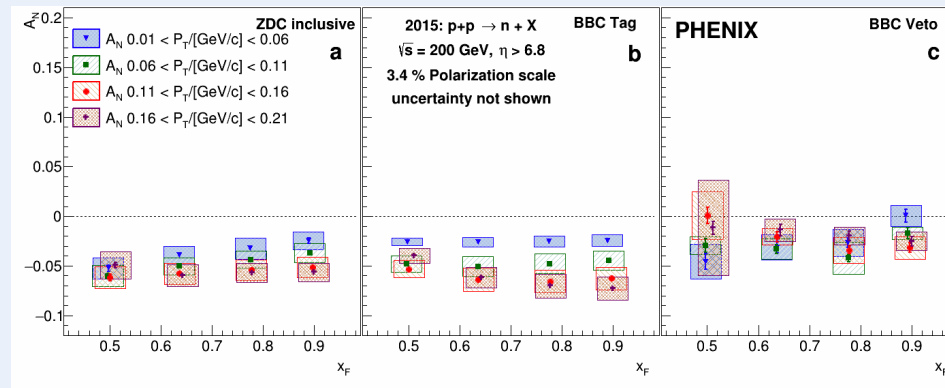 A_N
0.2
0.15
0.1
0.05
0
−0.05
−0.1
ZDC inclusive
a
A_N 0.01 < P_T/[GeV/c] < 0.06
A_N 0.06 < P_T/[GeV/c] < 0.11
A_N 0.11 < P_T/[GeV/c] < 0.16
A_N 0.16 < P_T/[GeV/c] < 0.21
0.5 0.6 0.7 0.8 0.9
x_F
2015: p+p → n + X
BBC Tag
√s = 200 GeV, η > 6.8
b
3.4 % Polarization scale
uncertainty not shown
0.5 0.6 0.7 0.8 0.9
x_F
PHENIX
BBC Veto
c
0.5 0.6 0.7 0.8 0.9
x_F